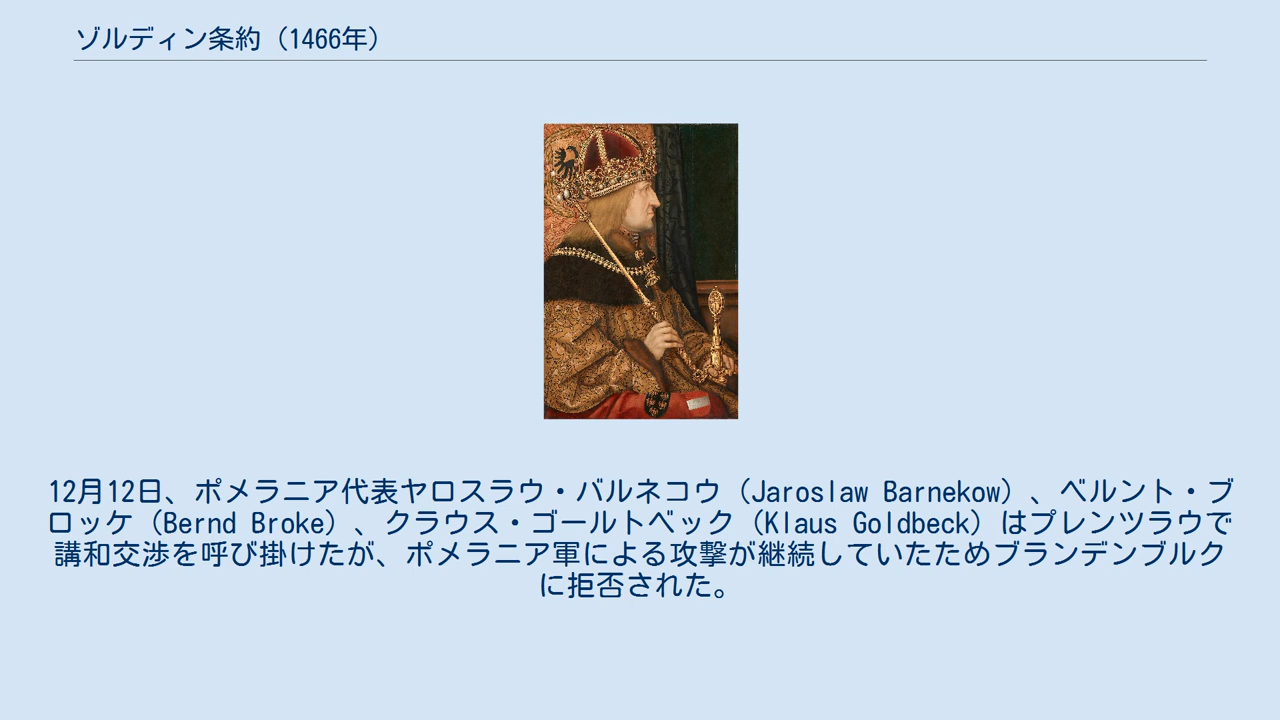 ゾルディン条約（1466年）
12月12日、ポメラニア代表ヤロスラウ・バルネコウ（Jaroslaw Barnekow）、ベルント・ブ
ロッケ（Bernd Broke）、クラウス・ゴールトベック（Klaus Goldbeck）はプレンツラウで
講和交渉を呼び掛けたが、ポメラニア軍による攻撃が継続していたためブランデンブルク
に拒否された。